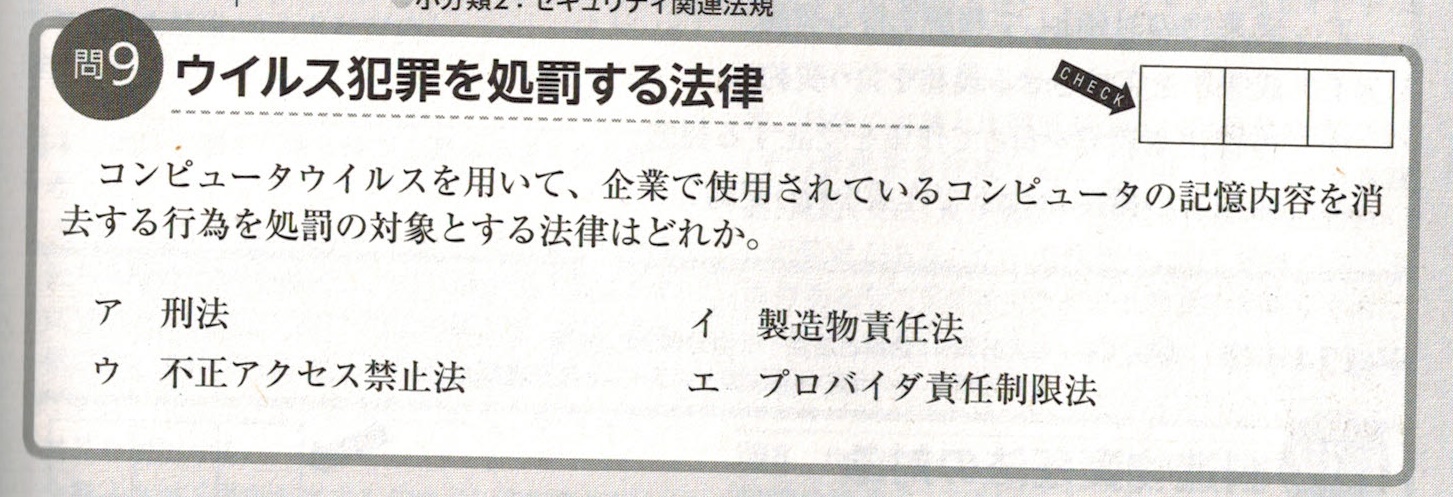 小分類2：セキュリティ関連法規
問9 ウイルス犯罪を処罰する法律
CHECK
コンピュータウイルスを用いて、企業で使用されているコンピュータの記憶内容を消
去する行為を処罰の対象とする法律はどれか。
ア 刑法
イ 製造物責任法
ウ 不正アクセス禁止法
エ プロバイダ責任制限法